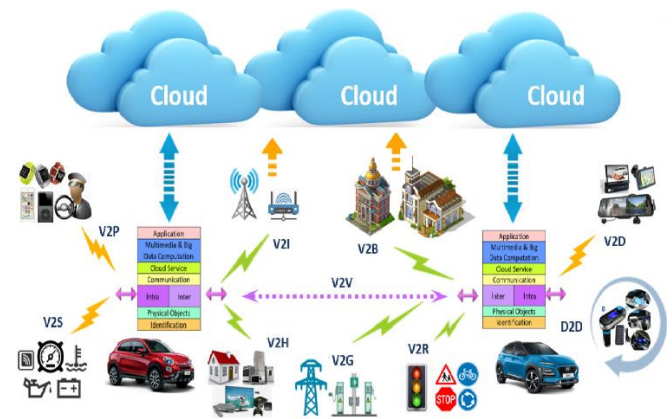 Cloud
Cloud
Cloud
V2P
V2I
V2B
V2D
Application
Multimedia & Big
Data Computation
Cloud Service
Communication
Intra Inter
Physical Objects
Identification
V2V
Application
Multimedia & Big
Data Computation
Cloud Service
Communication
Inter Intra
Physical Objects
Identification
V2S
V2H
V2G
V2R
STOP
D2D